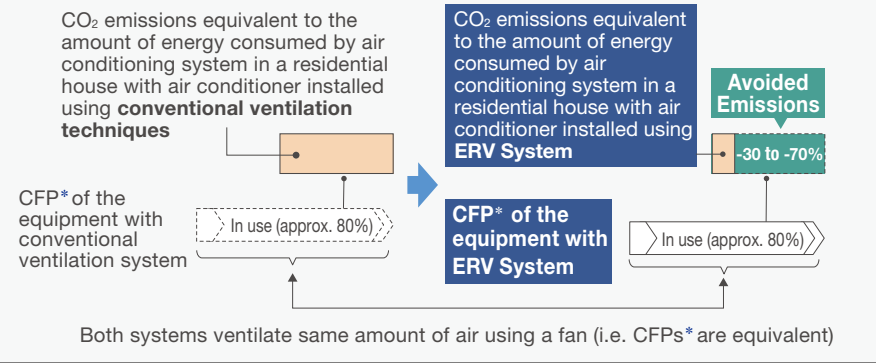 CO₂ emissions equivalent to the
amount of energy consumed by air
conditioning system in a residential
house with air conditioner installed
using conventional ventilation
techniques
CO₂ emissions equivalent
to the amount of energy
consumed by air
conditioning system in a
residential house with air
conditioner installed using
ERV System
Avoided
Emissions
-30 to -70%
CFP* of the
equipment with
conventional
ventilation system
In use (approx. 80%)
CFP* of the
equipment with
ERV System
In use (approx. 80%)
Both systems ventilate same amount of air using a fan (i.e. CFPs* are equivalent)